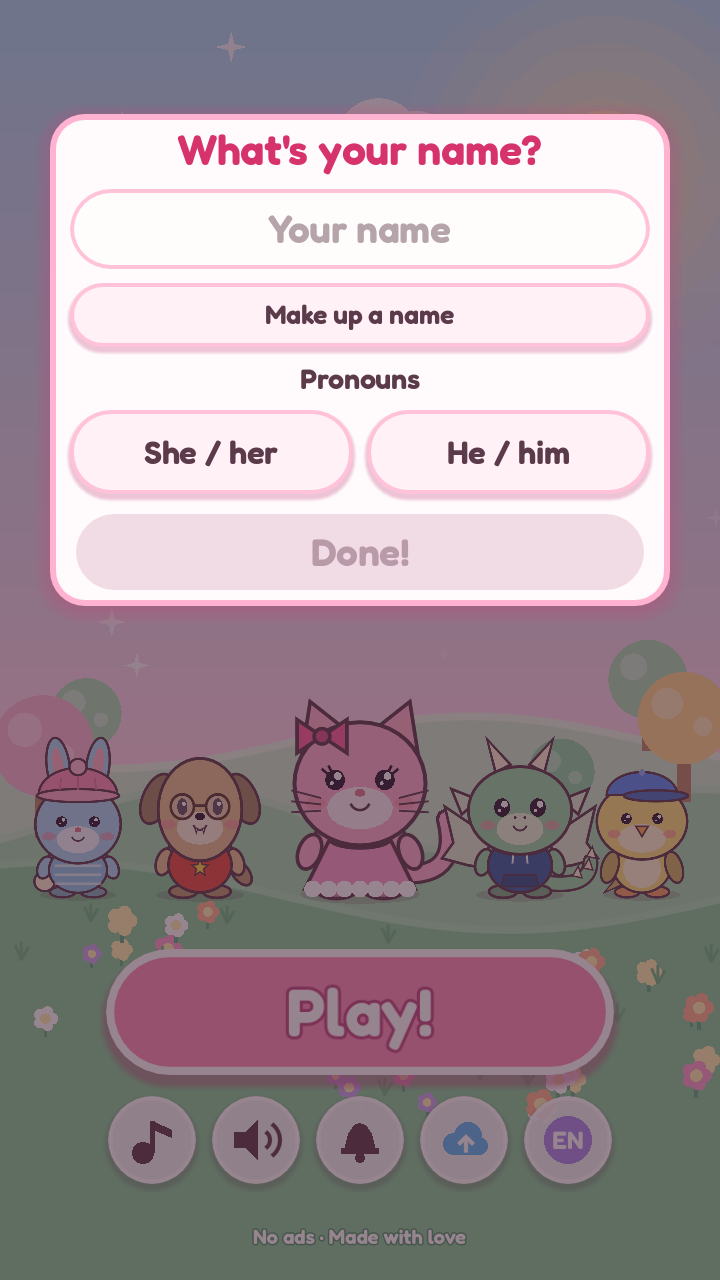 What's your name?
Your name
Make up a name
Pronouns
She / her
He / him
Done!
Play!
EN
No ads · Made with love